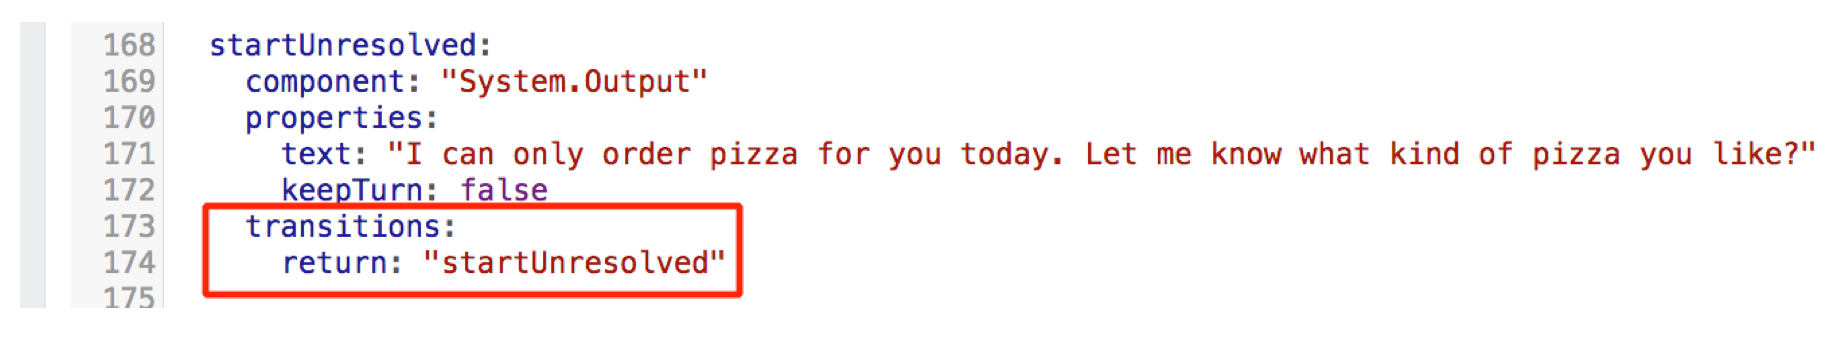 168 startUnresolved:
169 component: "System.Output"
170 properties:
171 text: "I can only order pizza for you today. Let me know what kind of pizza you like?"
172 keepTurn: false
173 transitions:
174 return: "startUnresolved"
175